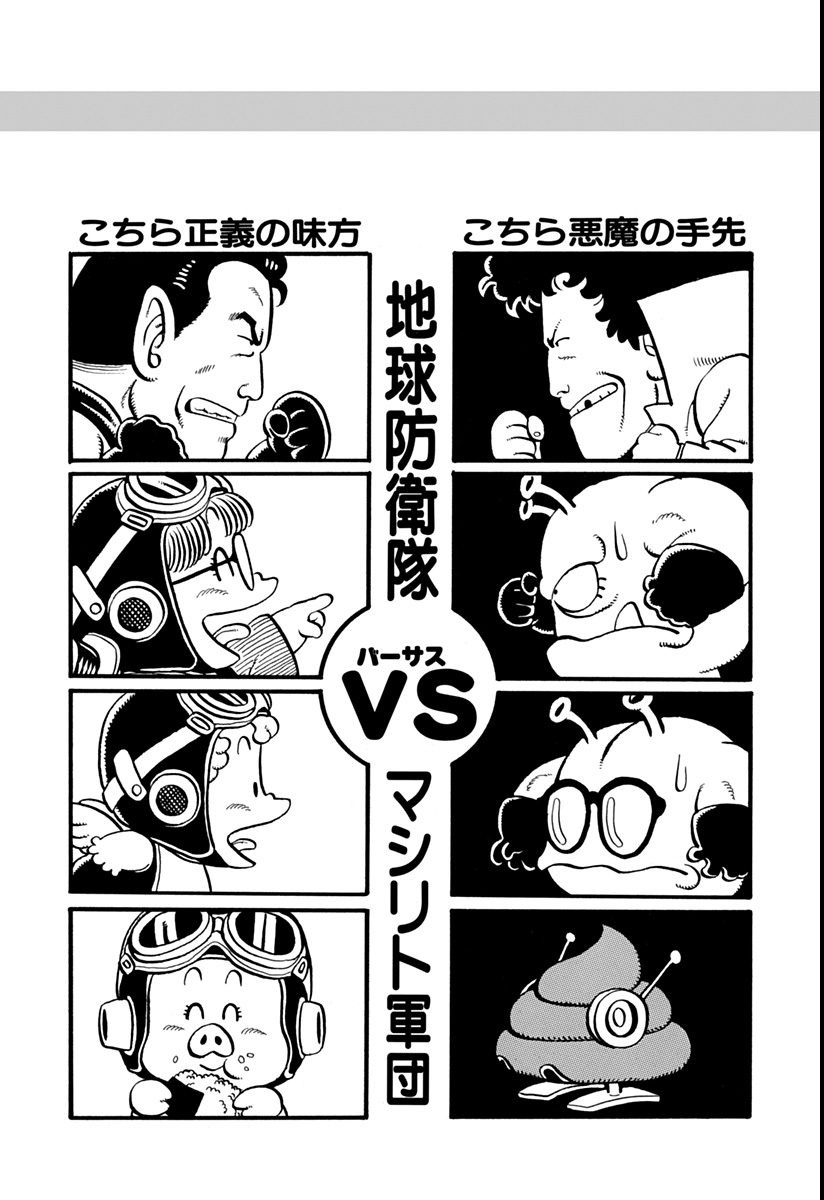 こちら正義の味方
こちら悪魔の手先
地球防衛隊
バーサス
VS
マシリト軍団